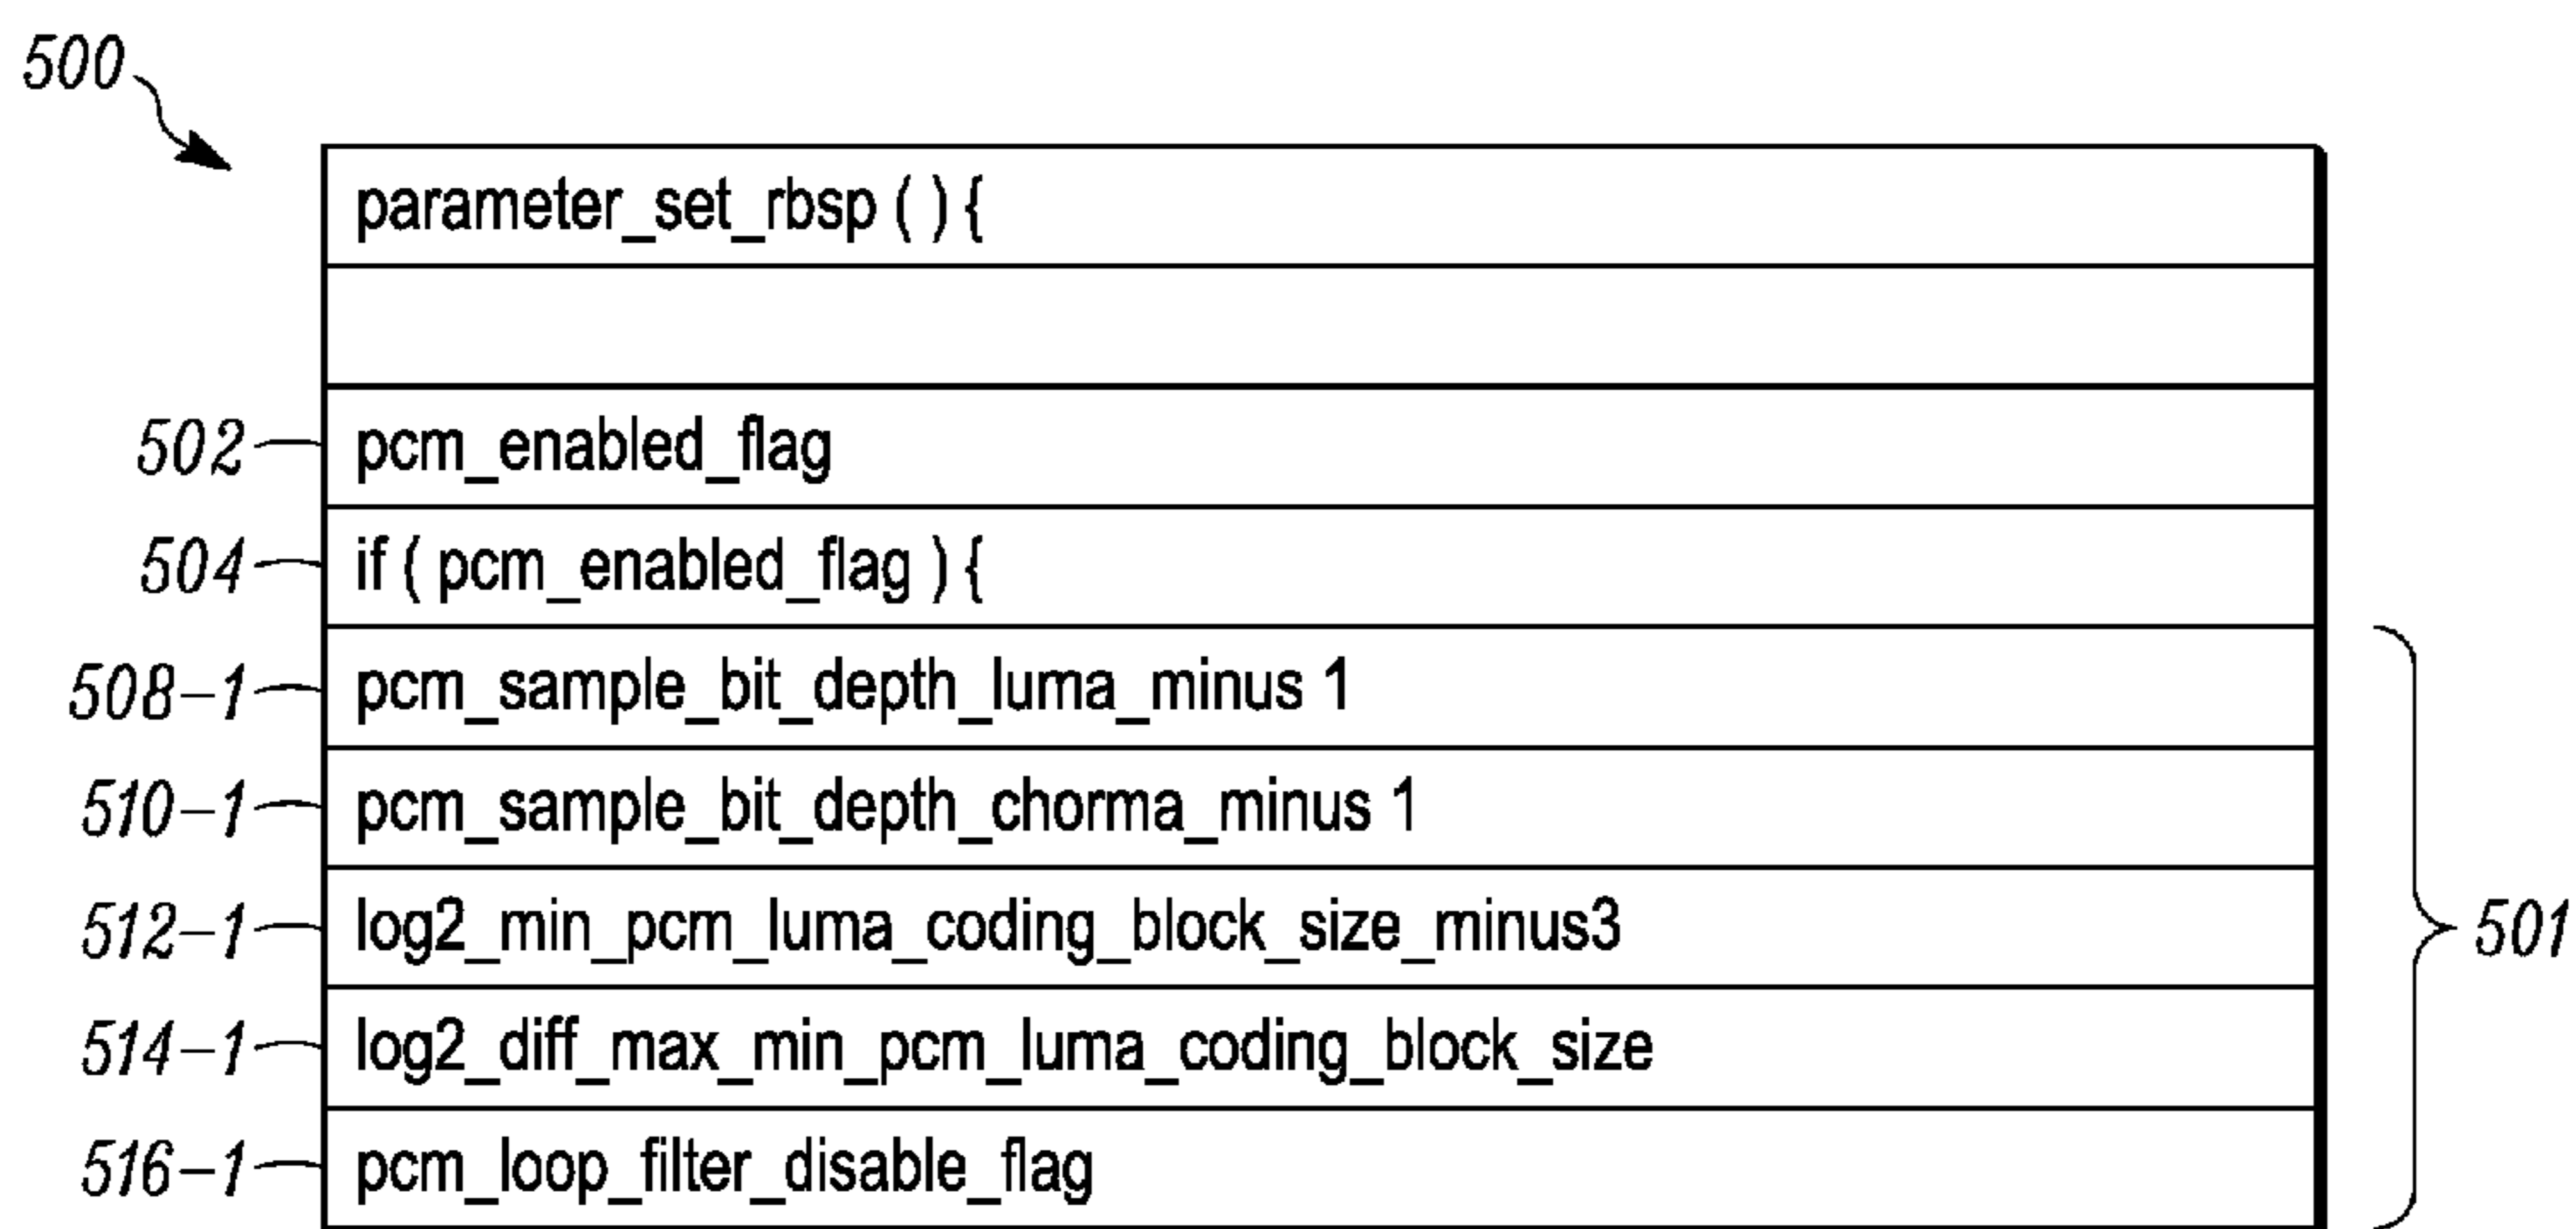 500
parameter_set_rbsp ( ) {
502 pcm_enabled_flag
504 if ( pcm_enabled_flag ) {
508-1 pcm_sample_bit_depth_luma_minus 1
510-1 pcm_sample_bit_depth_chorma_minus 1
512-1 log2_min_pcm_luma_coding_block_size_minus3
501
514-1 log2_diff_max_min_pcm_luma_coding_block_size
516-1 pcm_loop_filter_disable_flag